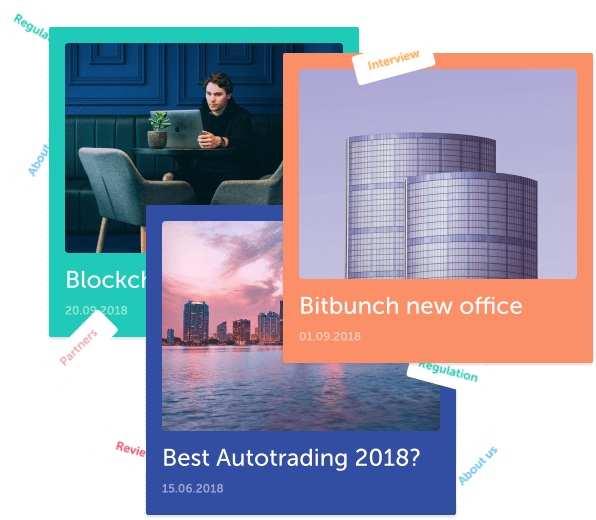 Interview
Blockch
20.09.2018
Bitbunch new office
01.09.2018
Partners
Regulation
Best Autotrading 2018?
15.06.2018
About us